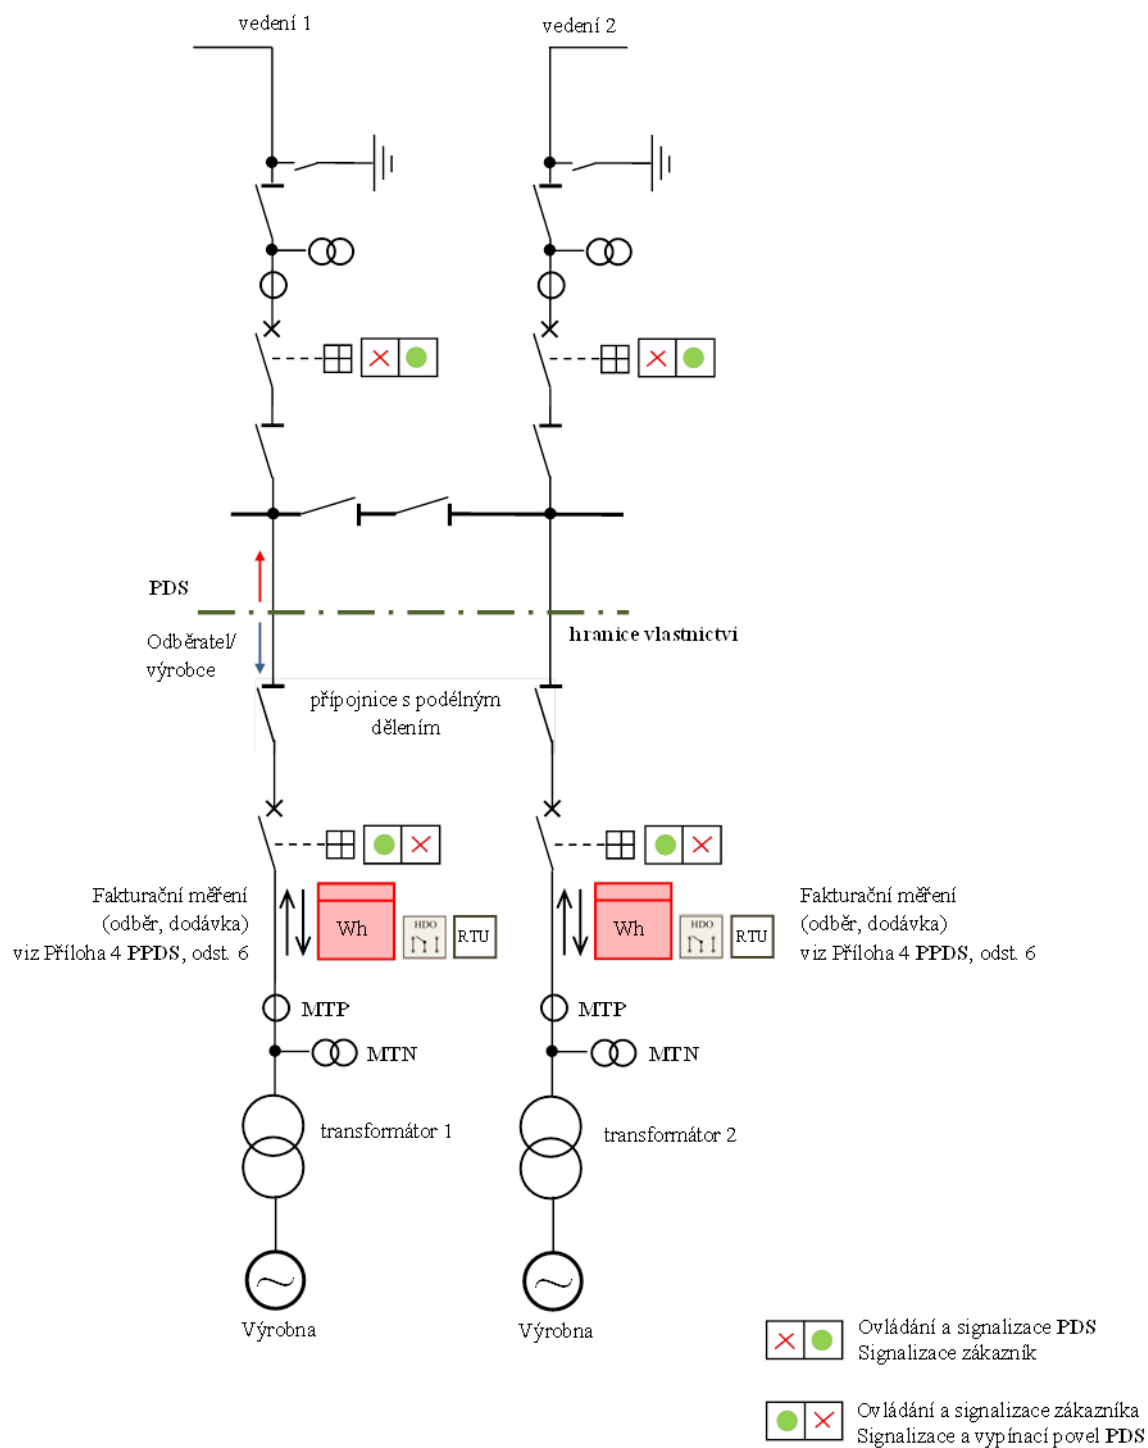 vedení 1
vedení 2
PDS
Odběratel/
výrobce
hranice vlastnictví
přípojnice s podélným
dělením
Fakturační měření
(odběr, dodávka)
viz Příloha 4 PPDS, odst. 6
Wh
HDO
RTU
Wh
HDO
RTU
Fakturační měření
(odběr, dodávka)
viz Příloha 4 PPDS, odst. 6
MTP
MTP
MTN
MTN
transformátor 1
transformátor 2
Výrobna
Výrobna
Ovládání a signalizace PDS
Signalizace zákazník
Ovládání a signalizace zákazníka
Signalizace a vypínací povel PDS